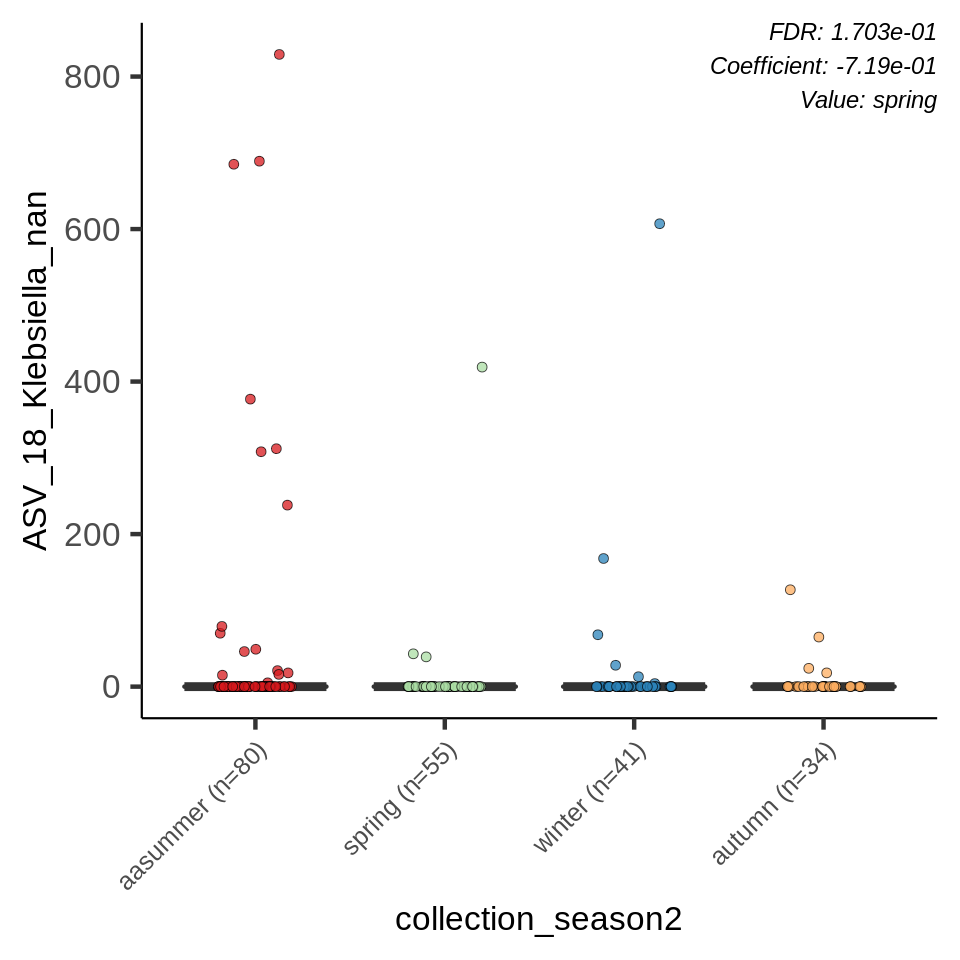 FDR: 1.703e-01
Coefficient: -7.19e-01
Value: spring
ASV_18_Klebsiella_nan
800
600
400
200
0
aasummer (n=80)
spring (n=55)
winter (n=41)
autumn (n=34)
collection_season2